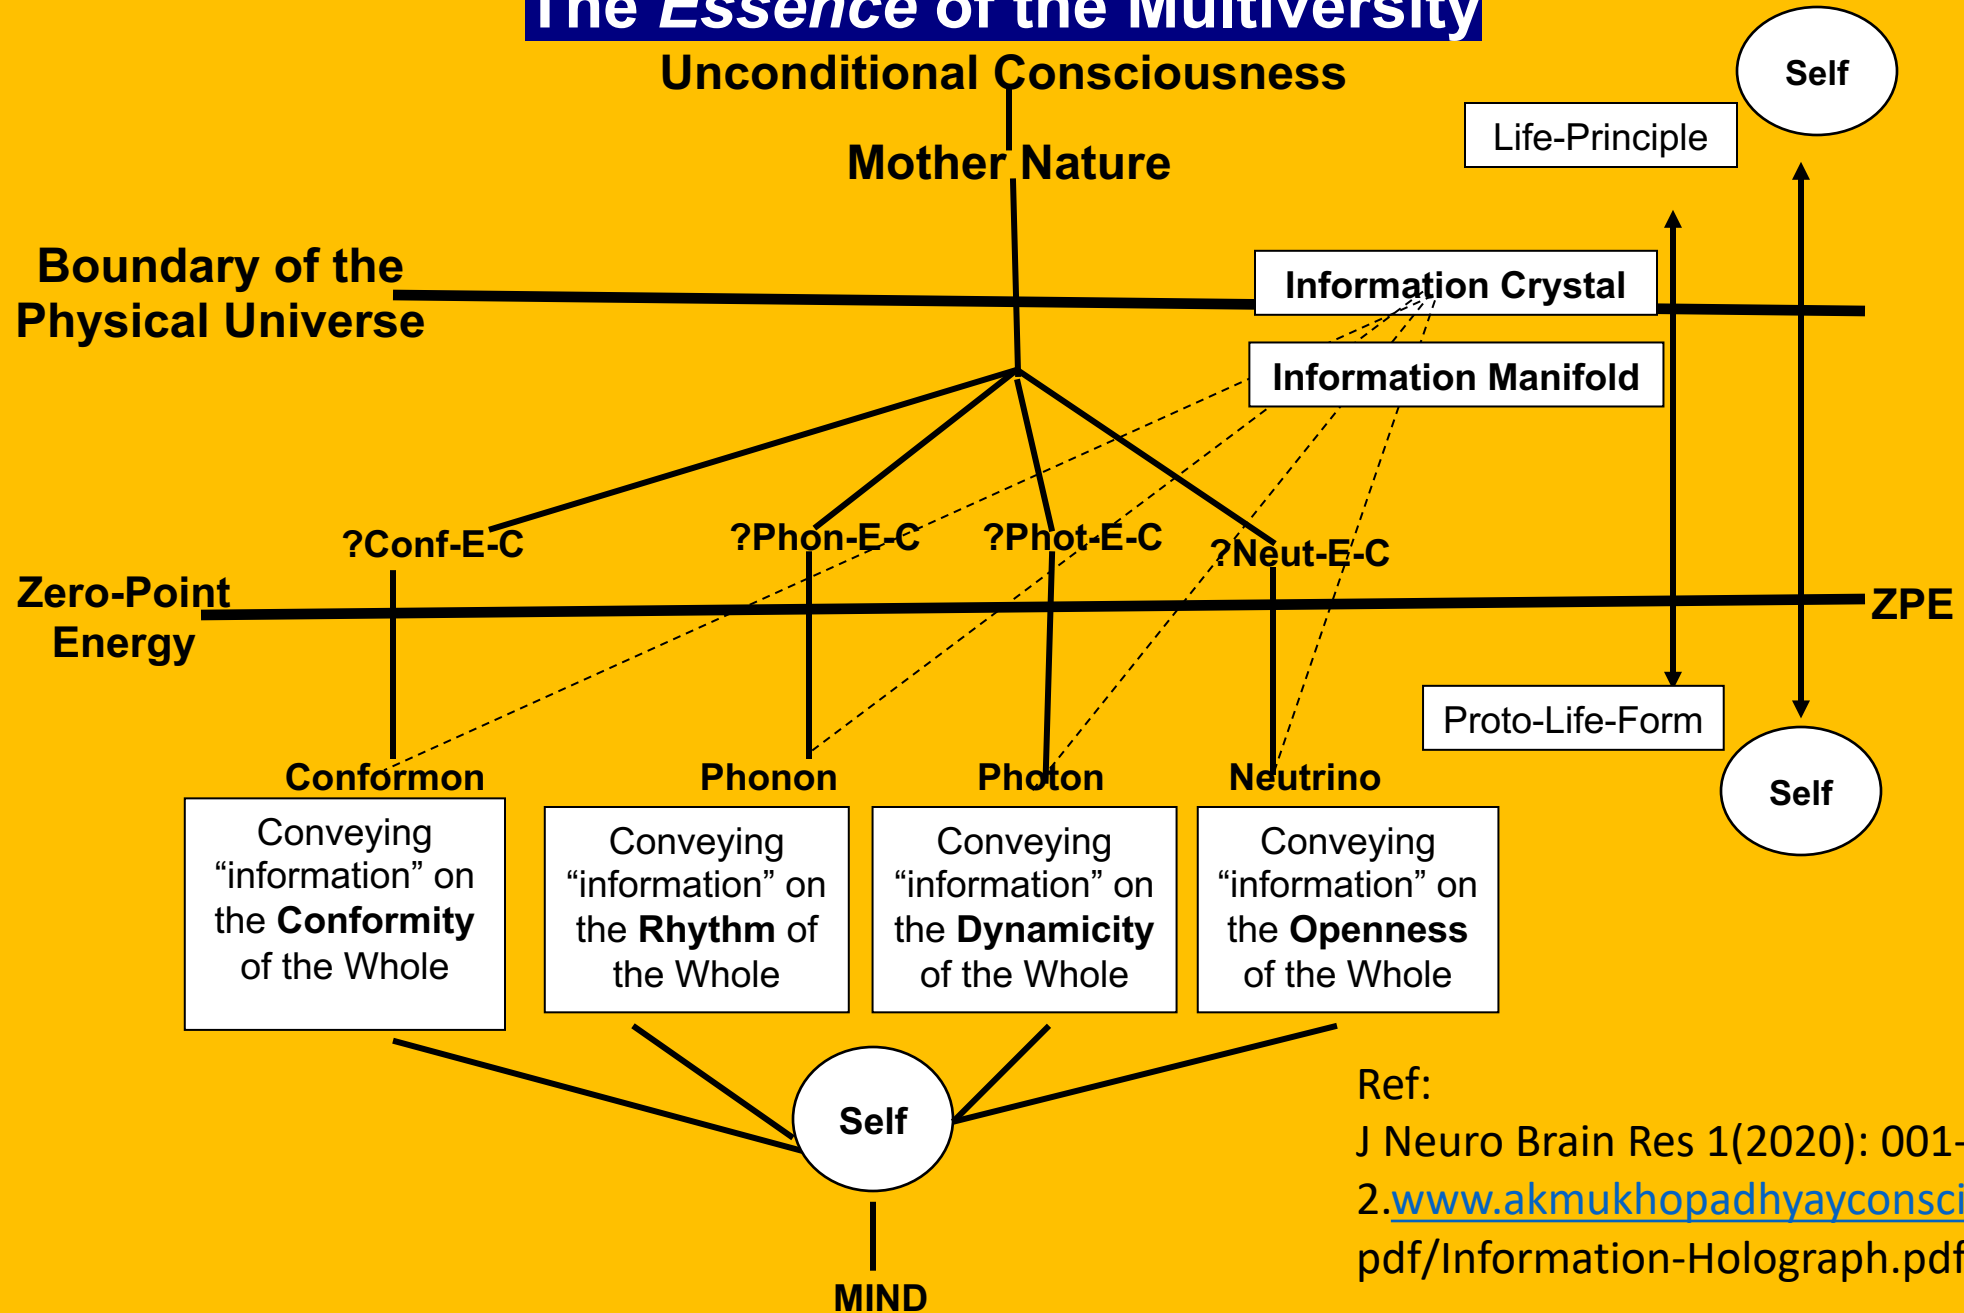 The Essence of the Multiversity
Unconditional Consciousness
Self
Life-Principle
Mother Nature
Boundary of the
Physical Universe
Information Crystal
Information Manifold
?Conf-E-C
?Phon-E-C
?Phot-E-C
?Neut-E-C
Zero-Point
Energy
ZPE
Proto-Life-Form
Self
Conformon
Phonon
Photon
Neutrino
Conveying
“information” on
the Conformity
of the Whole
Conveying
“information” on
the Rhythm of
the Whole
Conveying
“information” on
the Dynamicity
of the Whole
Conveying
“information” on
the Openness
of the Whole
Self
MIND
Ref:
J Neuro Brain Res 1(2020): 001-
2.www.akmukhopadhyayconsci
pdf/Information-Holograph.pdf